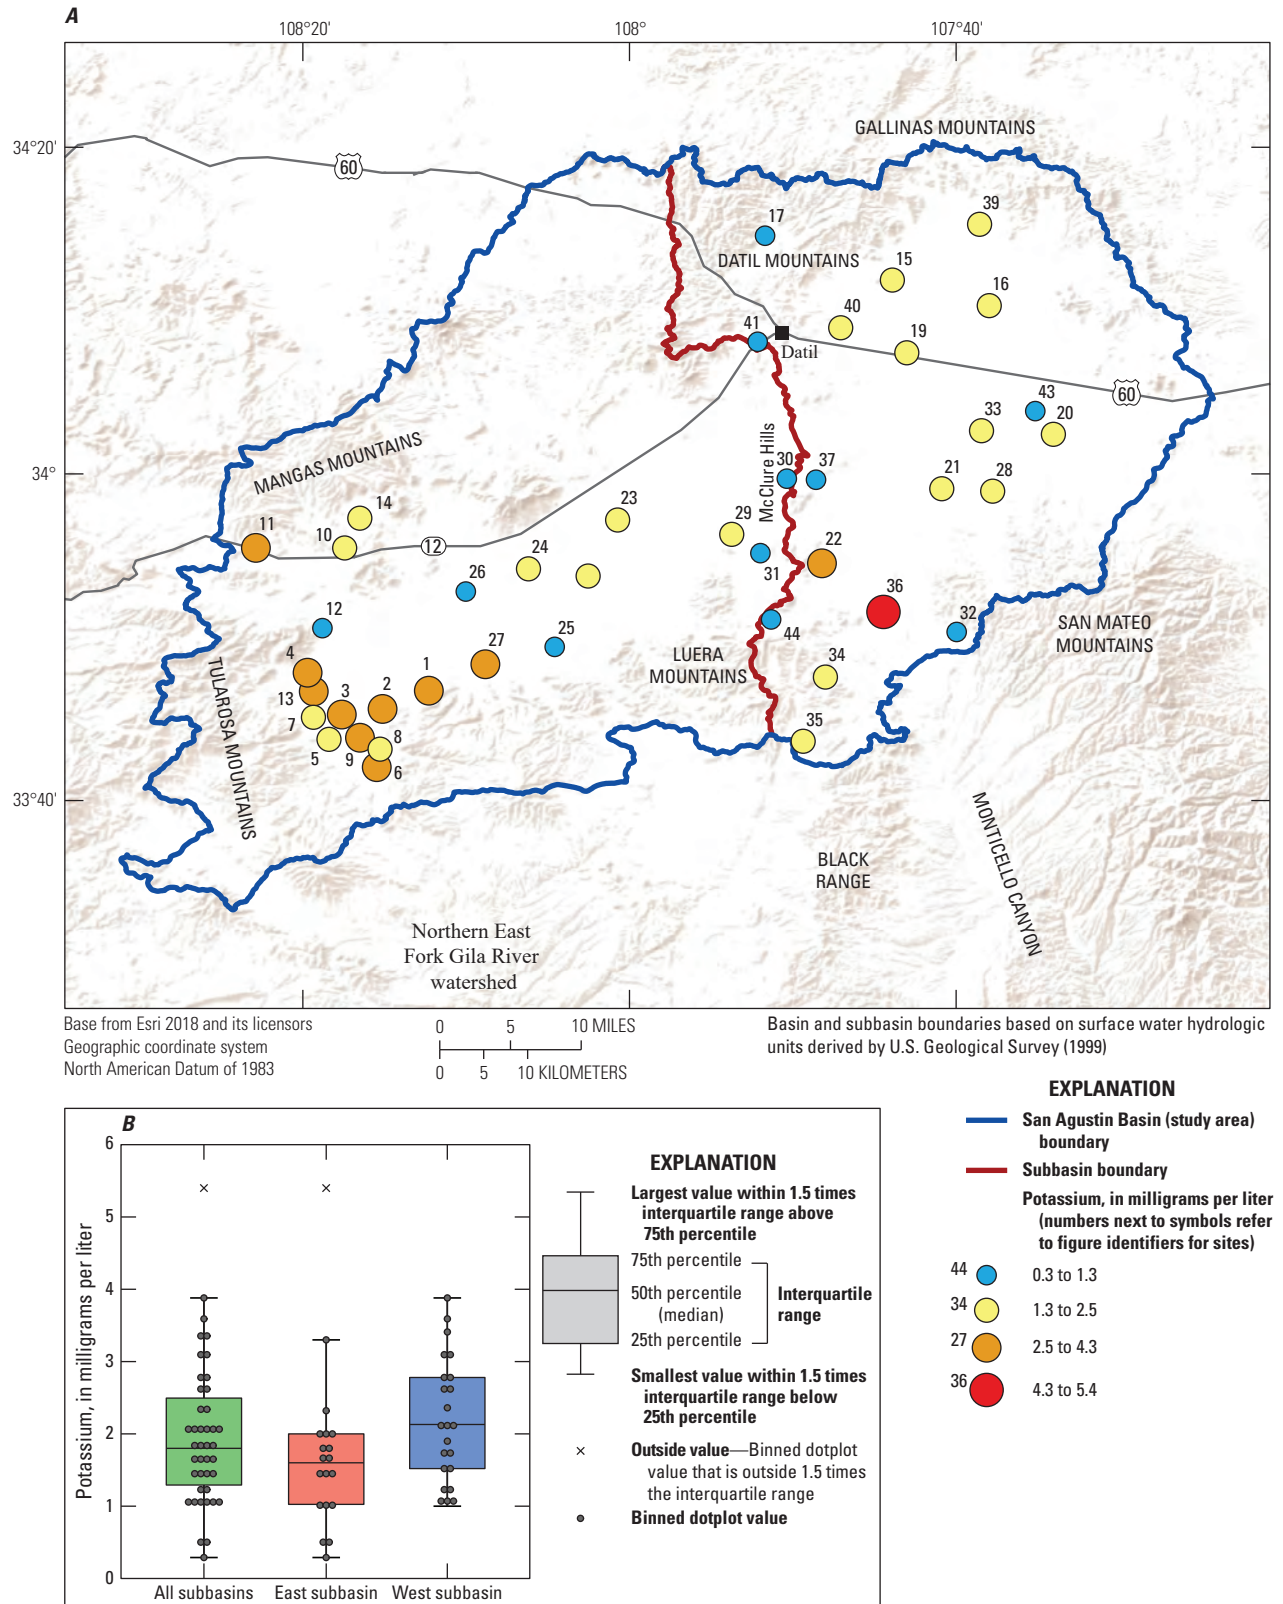 A
108°20'
108°
107°40'
34°20'
34°
33°40'
GALLINAS MOUNTAINS
60
39
17
DATIL MOUNTAINS
15
16
40
41
19
Datil
60
43
33
20
McClure Hills
MANGAS MOUNTAINS
30
37
21
28
14
23
11
10
29
12
22
24
31
26
36
12
44
32
SAN MATEO
MOUNTAINS
25
LUERA
MOUNTAINS
27
4
1
34
TULAROSA MOUNTAINS
13
3
2
7
35
8
5
9
6
MONTICELLO CANYON
BLACK
RANGE
Northern East
Fork Gila River
watershed
Base from Esri 2018 and its licensors
Geographic coordinate system
North American Datum of 1983
0 5 10 MILES
0 5 10 KILOMETERS
Basin and subbasin boundaries based on surface water hydrologic
units derived by U.S. Geological Survey (1999)
EXPLANATION
San Agustin Basin (study area)
boundary
Subbasin boundary
Potassium, in milligrams per liter
(numbers next to symbols refer
to figure identifiers for sites)
44 0.3 to 1.3
34 1.3 to 2.5
27 2.5 to 4.3
36 4.3 to 5.4
B
Potassium, in milligrams per liter
6
5
4
3
2
1
0
All subbasins
East subbasin
West subbasin
EXPLANATION
Largest value within 1.5 times
interquartile range above
75th percentile
75th percentile
50th percentile
(median)
Interquartile
range
25th percentile
Smallest value within 1.5 times
interquartile range below
25th percentile
Outside value—Binned dotplot
value that is outside 1.5 times
the interquartile range
Binned dotplot value